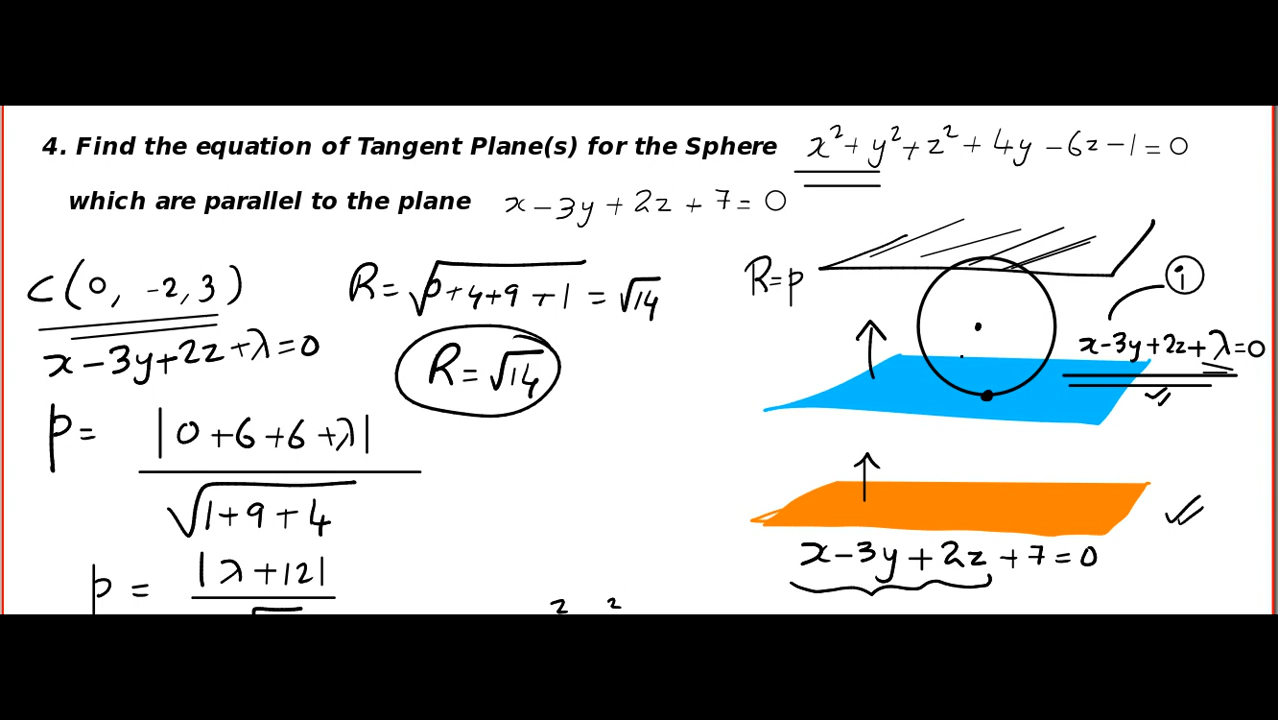 4. Find the equation of Tangent Plane(s) for the Sphere x²+ y²+ z² + 4y - 6z - 1 = 0
which are parallel to the plane x - 3y + 2z + 7 = 0
C(0, -2, 3)
R = √0+4+9+1 = √14
R=p
i
x-3y+2z+λ=0
R= √14
x-3y+2z+λ=0
p = |0+6+6+λ|
√1+9+4
x-3y+2z+7=0
p = |λ+12|
2 2